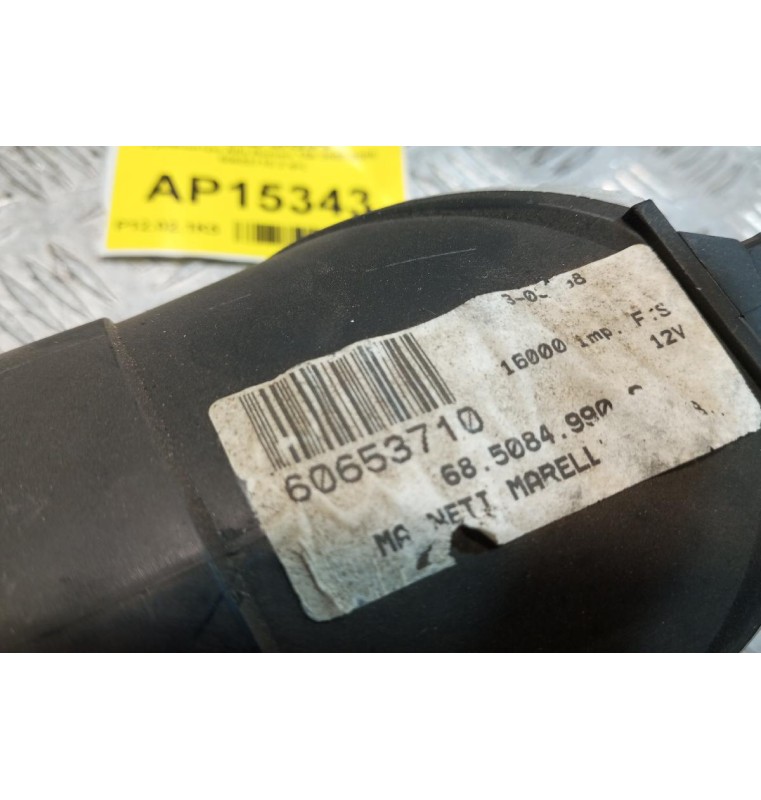 AP15343
16000 imp. F:S
12V
60653710
68.5084.990
MA NETI MARELL